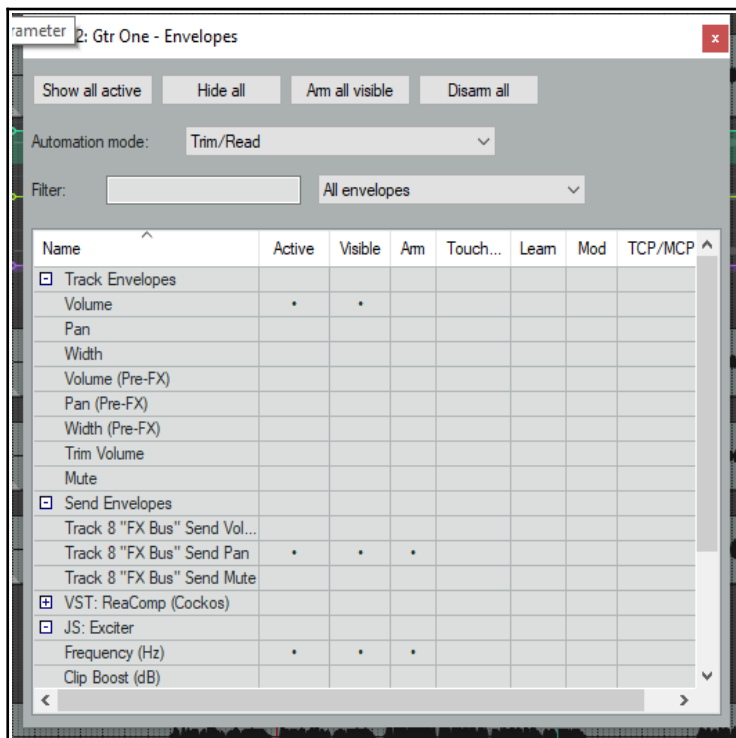 rameter
2: Gtr One - Envelopes
x
Show all active Hide all Arm all visible Disarm all
Automation mode: Trim/Read
Filter: All envelopes
Name Active Visible Arm Touch... Learn Mod TCP/MCP
Track Envelopes
Volume • •
Pan
Width
Volume (Pre-FX)
Pan (Pre-FX)
Width (Pre-FX)
Trim Volume
Mute
Send Envelopes
Track 8 "FX Bus" Send Vol...
Track 8 "FX Bus" Send Pan • • •
Track 8 "FX Bus" Send Mute
VST: ReaComp (Cockos)
JS: Exciter
Frequency (Hz) • • •
Clip Boost (dB)